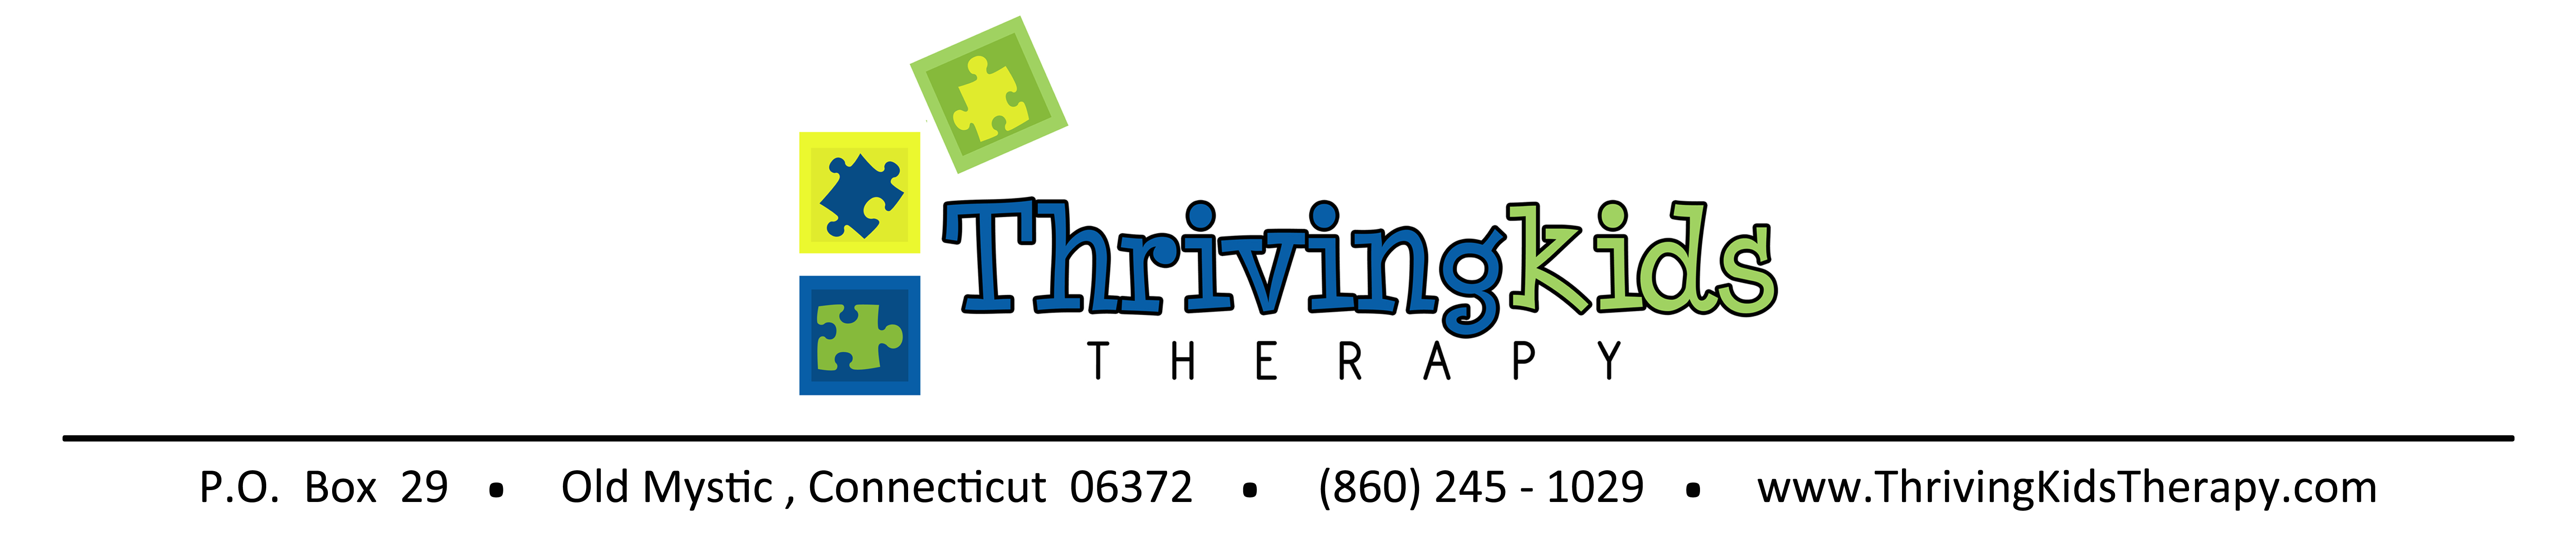 Thrivingkids
THERAPY
P.O. Box 29 • Old Mystic , Connecticut 06372 • (860) 245 - 1029 • www.ThrivingKidsTherapy.com